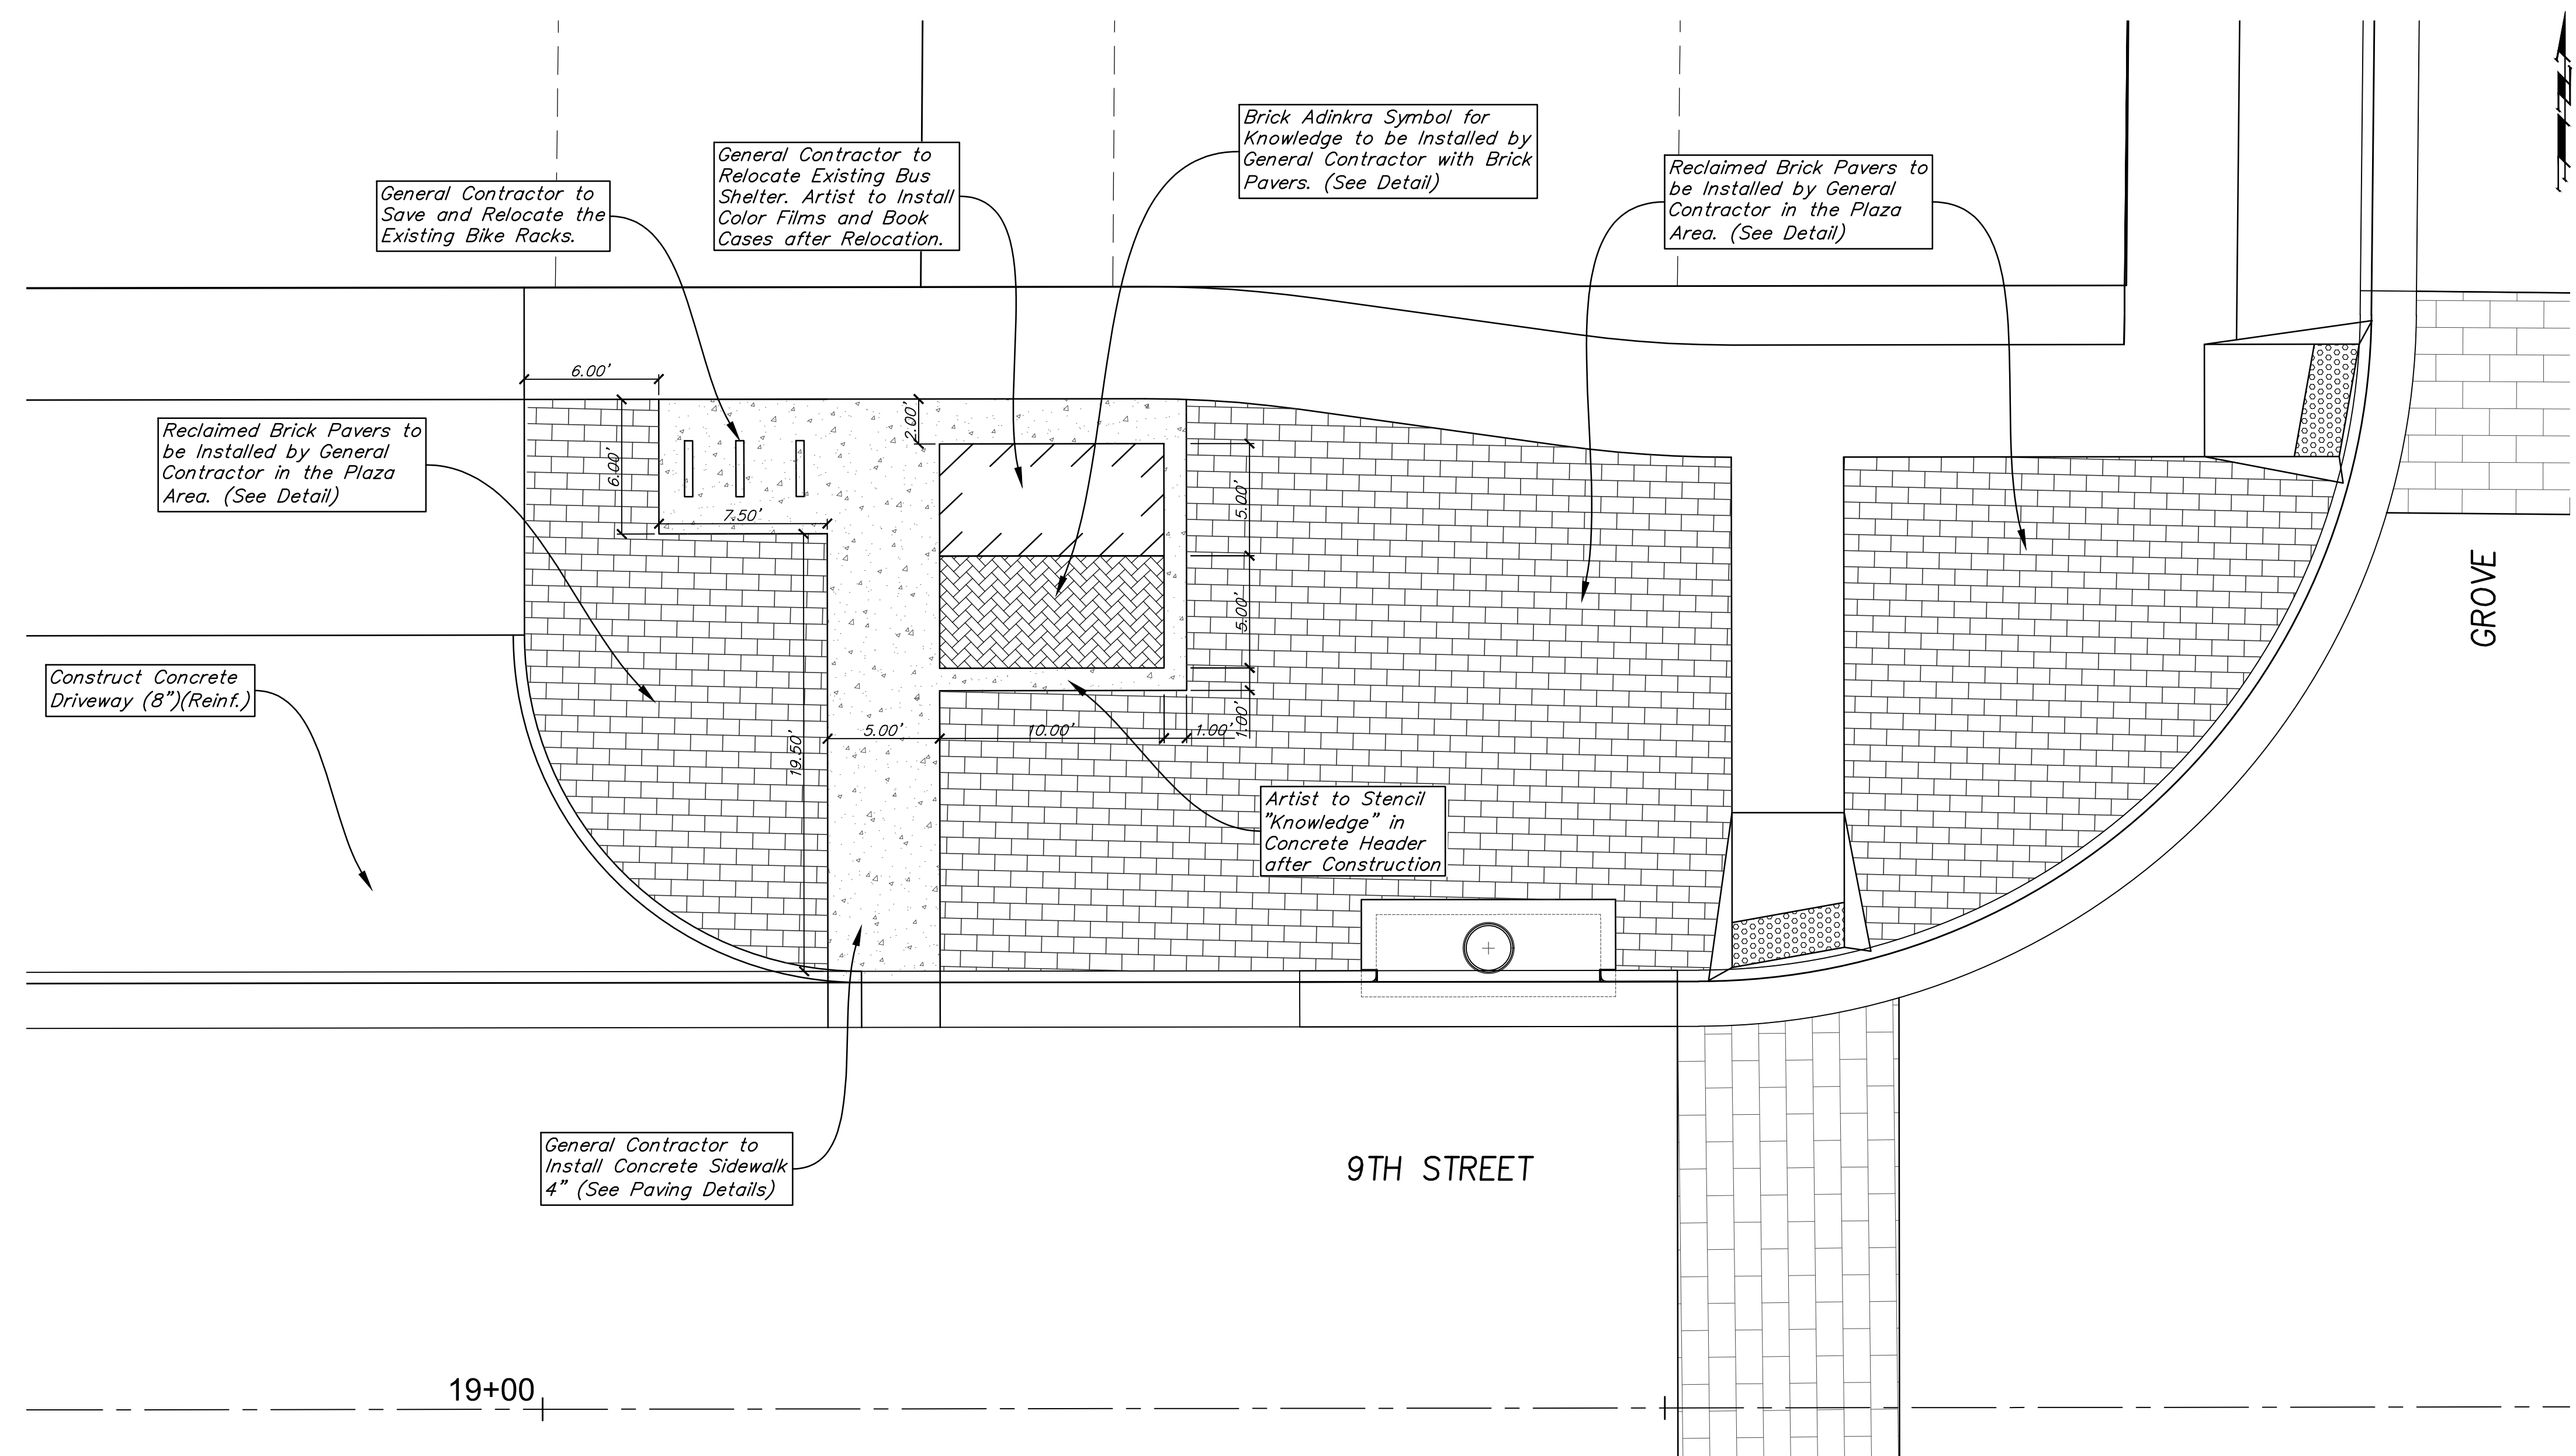 Brick Adinkra Symbol for
Knowledge to be Installed by
General Contractor with Brick
Pavers. (See Detail)
General Contractor to
Relocate Existing Bus
Shelter. Artist to Install
Color Films and Book
Cases after Relocation.
Reclaimed Brick Pavers to
be Installed by General
Contractor in the Plaza
Area. (See Detail)
General Contractor to
Save and Relocate the
Existing Bike Racks.
6.00'
2.00'
Reclaimed Brick Pavers to
be Installed by General
Contractor in the Plaza
Area. (See Detail)
6.00'
7.50'
5.00'
5.00'
GROVE
Construct Concrete
Driveway (8")(Reinf.)
5.00'
10.00'
1.00'
1.00'
19.50'
Artist to Stencil
"Knowledge" in
Concrete Header
after Construction
General Contractor to
Install Concrete Sidewalk
4" (See Paving Details)
9TH STREET
19+00